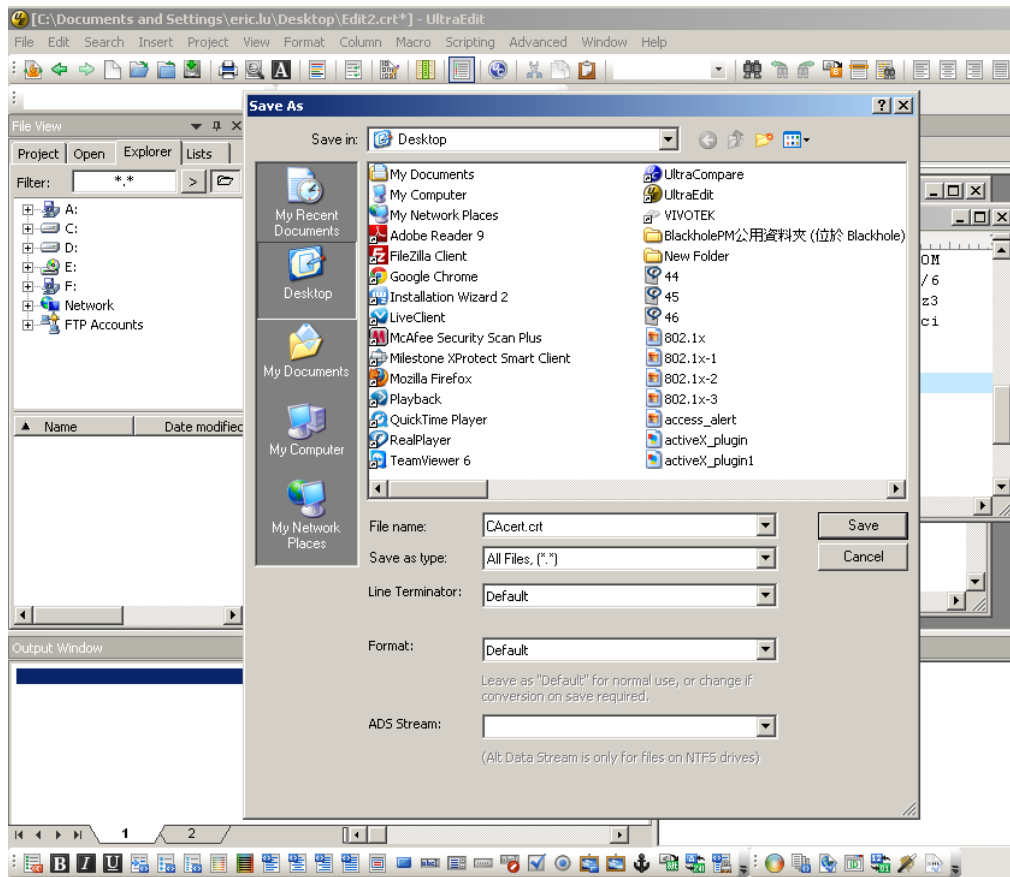 [C:\Documents and Settings\eric.lu\Desktop\Edit2.crt*] - UltraEdit
File Edit Search Insert Project View Format Column Macro Scripting Advanced Window Help
File View
Project Open Explorer Lists
Filter: *.* >
A:
C:
D:
E:
F:
Network
FTP Accounts
Name Date modified
Output Window
1 2
Save As
Save in: Desktop
My Recent Documents
Desktop
My Documents
My Computer
My Network Places
My Documents
My Computer
My Network Places
Adobe Reader 9
FileZilla Client
Google Chrome
Installation Wizard 2
LiveClient
McAfee Security Scan Plus
Milestone XProtect Smart Client
Mozilla Firefox
Playback
QuickTime Player
RealPlayer
TeamViewer 6
UltraCompare
UltraEdit
VIVOTEK
BlackholePM公用資料夾 (位於 Blackhole)
New Folder
44
45
46
802.1x
802.1x-1
802.1x-2
802.1x-3
access_alert
activeX_plugin
activeX_plugin1
File name: CAcert.crt Save
Save as type: All Files, (*.*) Cancel
Line Terminator: Default
Format: Default
Leave as "Default" for normal use, or change if
conversion on save required.
ADS Stream:
(Alt Data Stream is only for files on NTFS drives)
OM
/6
z3
ci